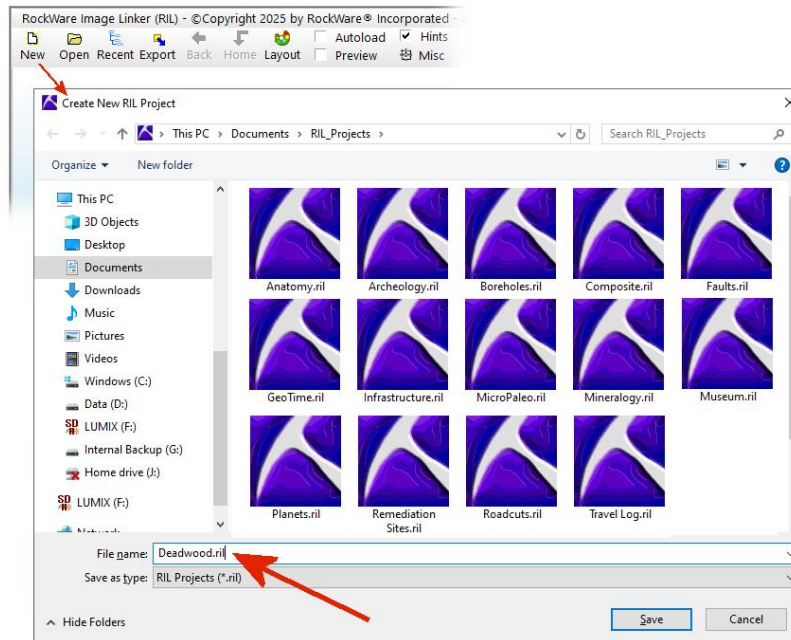 RockWare Image Linker (RIL) - ©Copyright 2025 by RockWare® Incorporated -
Autoload Hints
New Open Recent Export Back Home Layout Preview Misc
Create New RIL Project
This PC > Documents > RIL_Projects >
Search RIL_Projects
Organize New folder
This PC
3D Objects
Desktop
Documents
Downloads
Music
Pictures
Videos
Windows (C:)
Data (D:)
LUMIX (F:)
Internal Backup (G:)
Home drive (J:)
LUMIX (F:)
Network
Anatomy.ril Archeology.ril Boreholes.ril Composite.ril Faults.ril
GeoTime.ril Infrastructure.ril MicroPaleo.ril Mineralogy.ril Museum.ril
Planets.ril Remediation Roadcuts.ril Travel Log.ril
Sites.ril
File name: Deadwood.ril
Save as type: RIL Projects (*.ril)
Hide Folders
Save Cancel